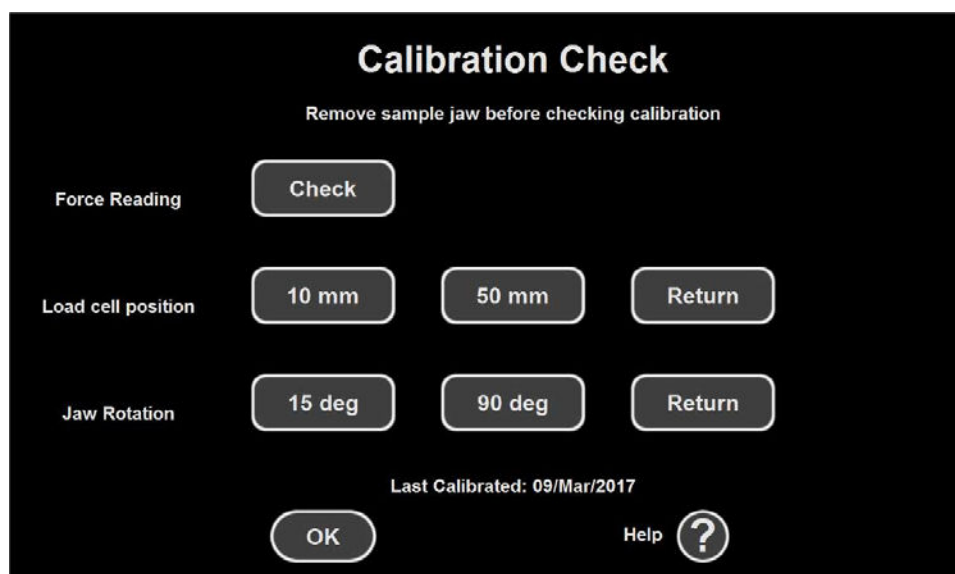 Calibration Check
Remove sample jaw before checking calibration
Force Reading Check
Load cell position 10 mm 50 mm Return
Jaw Rotation 15 deg 90 deg Return
Last Calibrated: 09/Mar/2017
OK Help ?